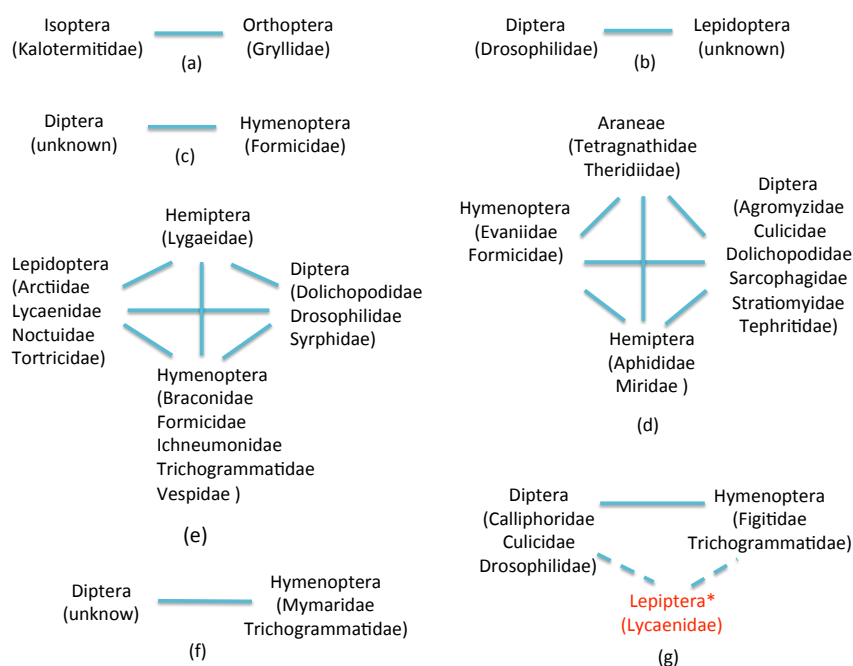 Isoptera
(Kalotermitidae)
Orthoptera
(Gryllidae)
(a)
Diptera
(Drosophilidae)
Lepidoptera
(unknown)
(b)
Diptera
(unknown)
Hymenoptera
(Formicidae)
(c)
Araneae
(Tetragnathidae
Theridiidae)
Hymenoptera
(Evaniidae
Formicidae)
Diptera
(Agromyzidae
Culicidae
Dolichopodidae
Sarcophagidae
Stratiomyidae
Tephritidae)
Hemiptera
(Aphididae
Miridae )
(d)
Hemiptera
(Lygaeidae)
Lepidoptera
(Arctiidae
Lycaenidae
Noctuidae
Tortricidae)
Diptera
(Dolichopodidae
Drosophilidae
Syrphidae)
Hymenoptera
(Braconidae
Formicidae
Ichneumonidae
Trichogrammatidae
Vespidae )
(e)
Diptera
(unknow)
Hymenoptera
(Mymaridae
Trichogrammatidae)
(f)
Diptera
(Calliphoridae
Culicidae
Drosophilidae)
Hymenoptera
(Figitidae
Trichogrammatidae)
Lepiptera*
(Lycaenidae)
(g)